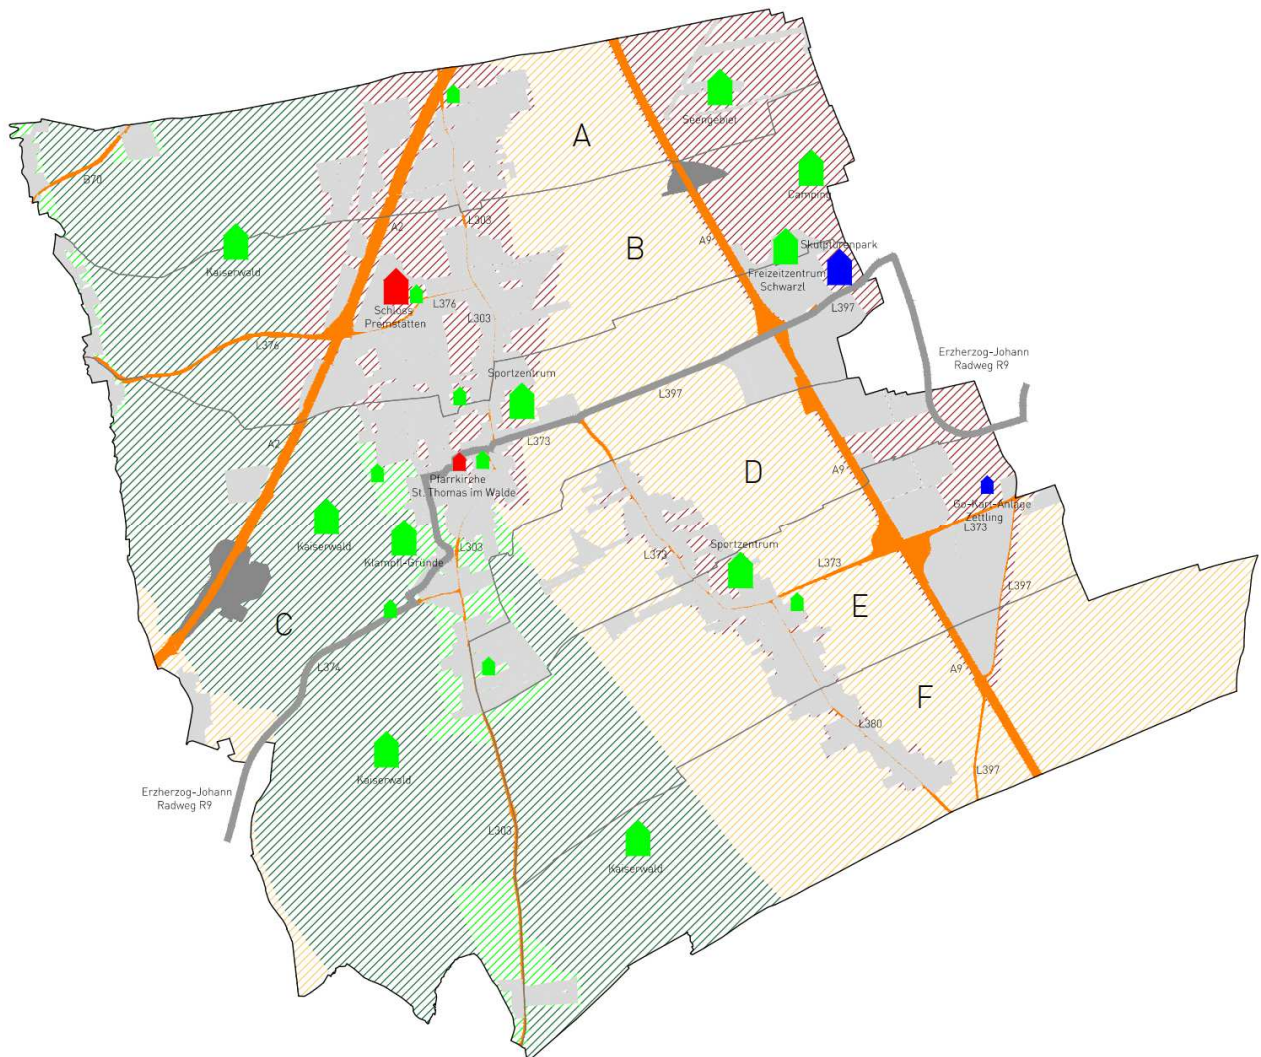 Seengebiet
A
B70
Camping
L303
A2
B
A9
Skulpturenpark
Kaiserwald
Freizeitzentrum
Schwarzl
L376
Schloss
Premstätten
L303
L397
L376
Erzherzog-Johann
Radweg R9
Sportzentrum
L397
A2
L373
D
A9
Pfarrkirche
St. Thomas im Walde
Go-Kart-Anlage
Zettling
L373
Kaiserwald
L303
Klampfl-Gründe
L373
Sportzentrum
L373
L397
E
C
L374
A9
F
L380
Kaiserwald
L397
Erzherzog-Johann
Radweg R9
L303
Kaiserwald